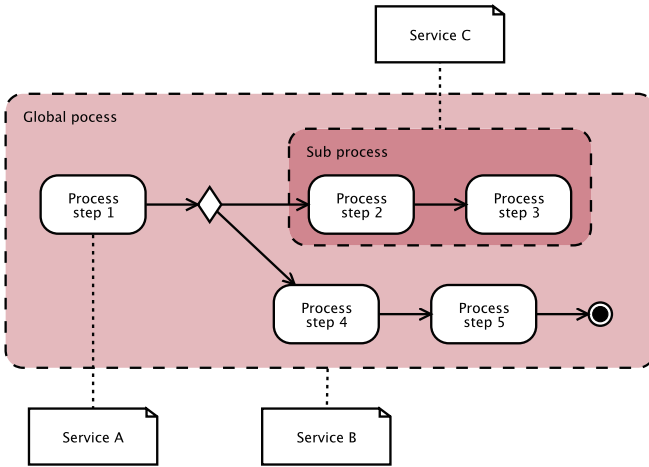 Service C
Global pocess
Sub process
Process
step 1
Process
step 2
Process
step 3
Process
step 4
Process
step 5
Service A
Service B